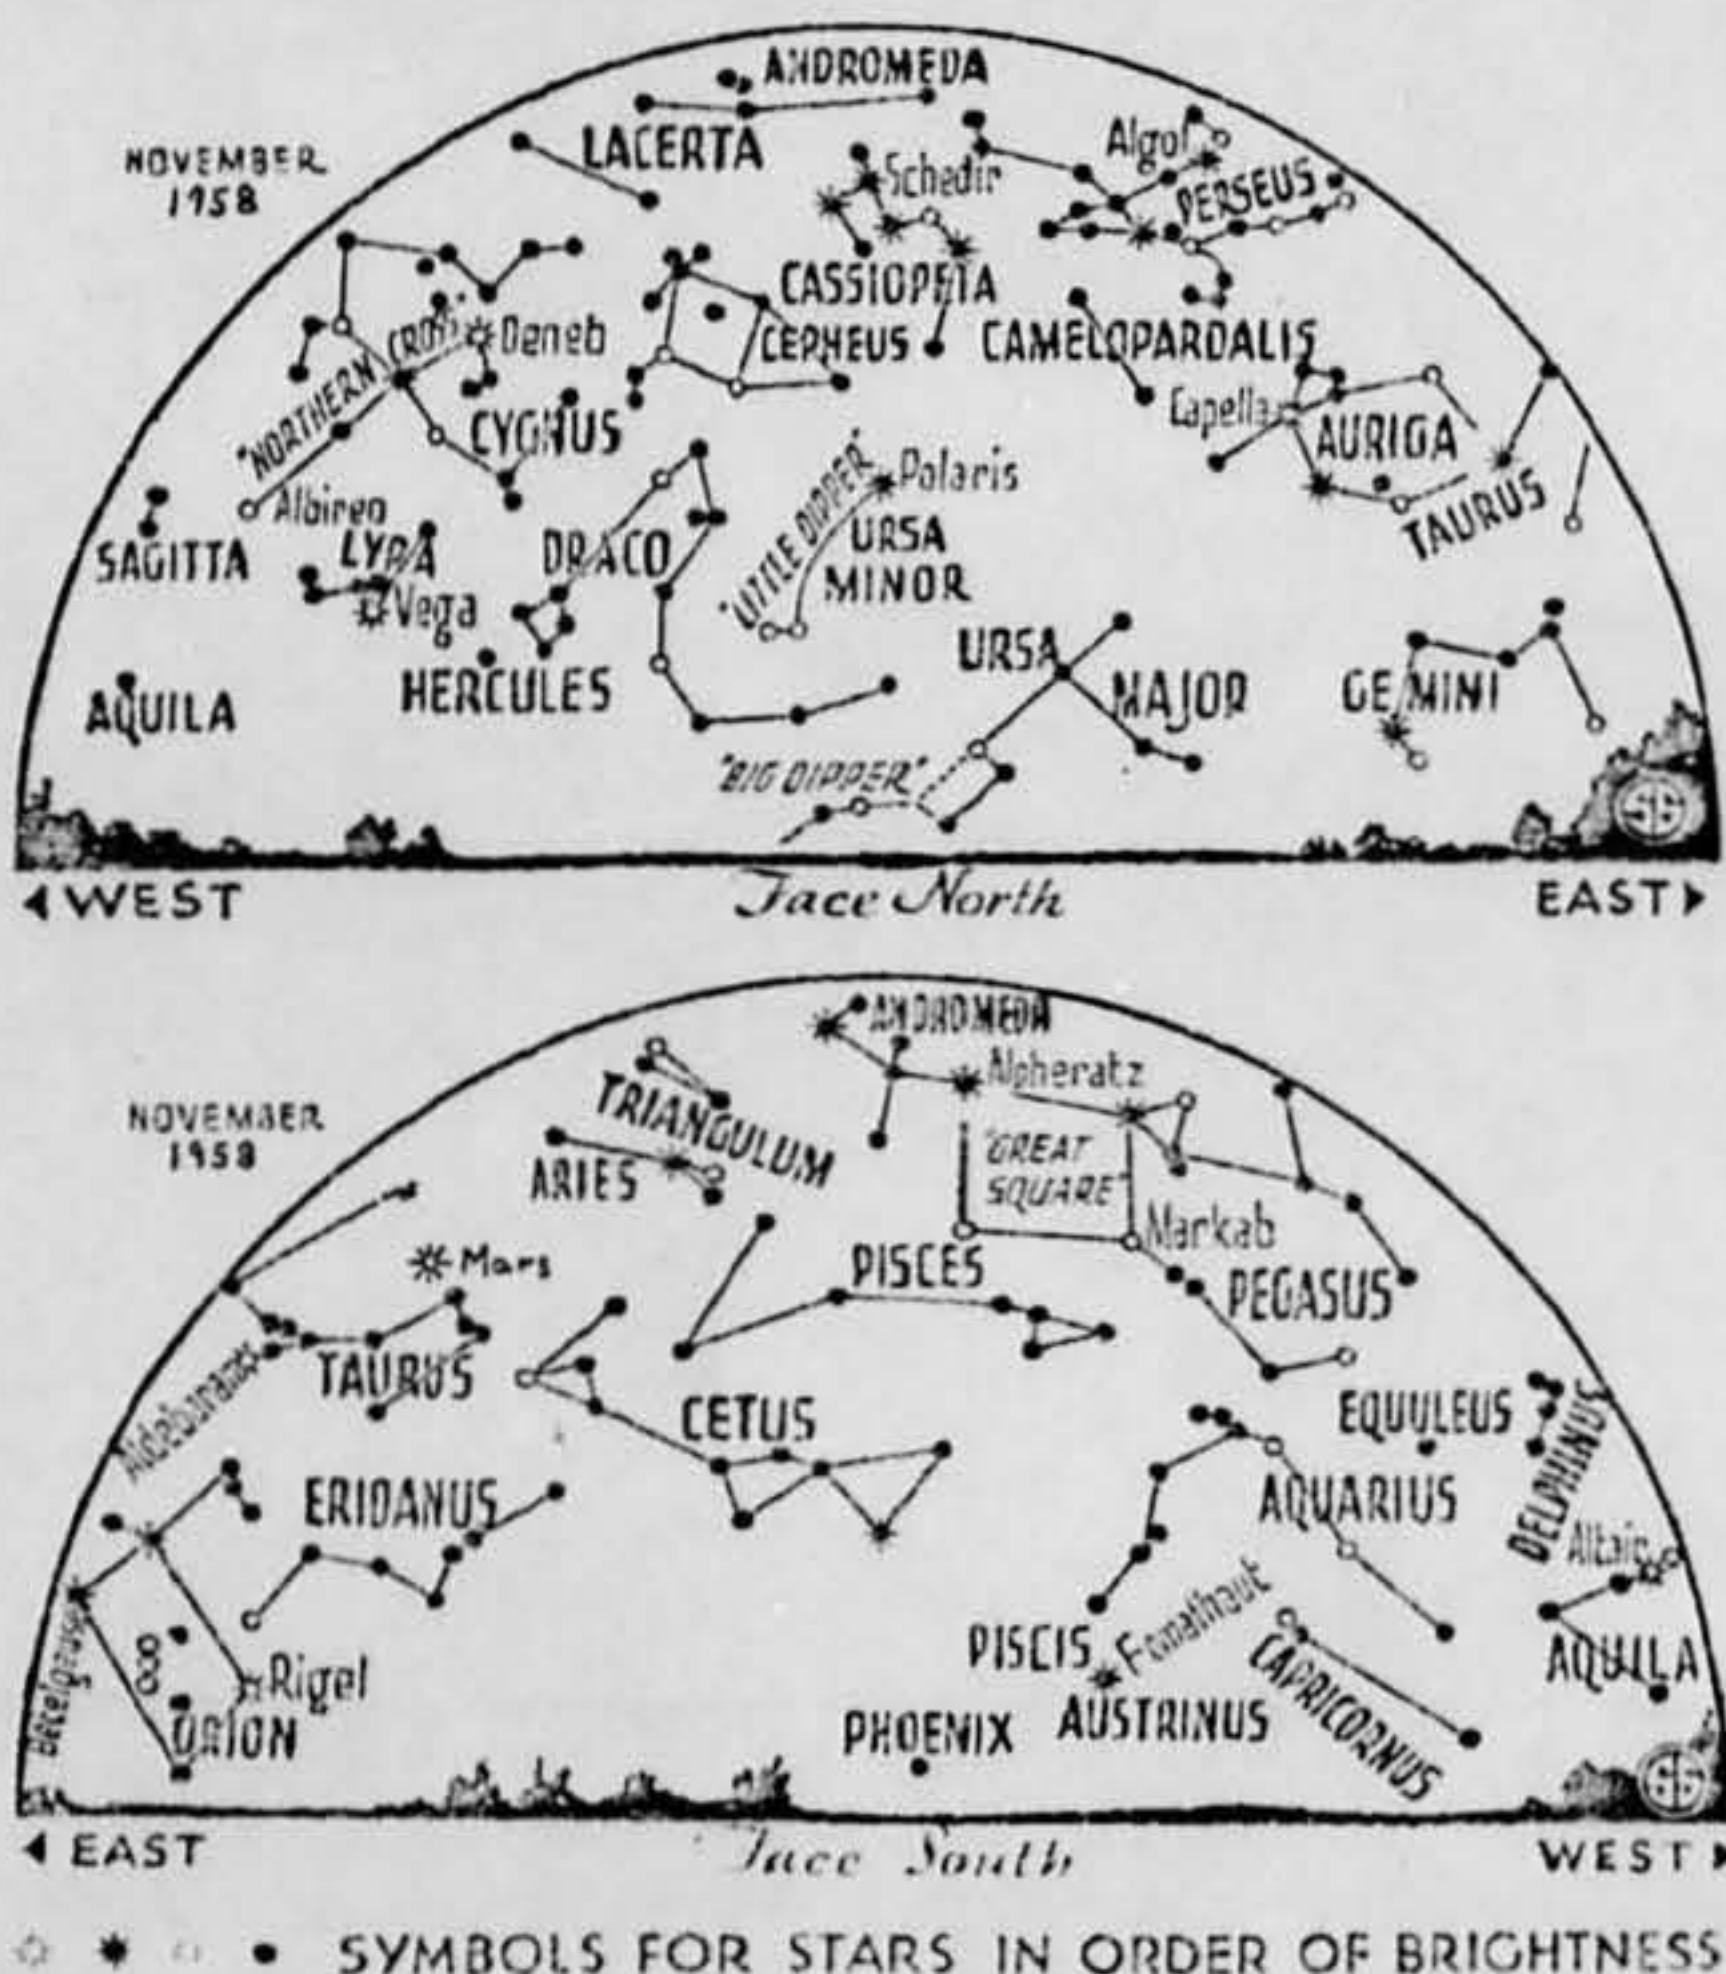 ANDROMEDA
LACERTA
NOVEMBER
1958
Algol
Schedir
PERSEUS
CASSIOPEIA
CEPHEUS
CAMELOPARDALIS
"NORTHERN CROSS"
Deneb
CYGNUS
Capella
AURIGA
TAURUS
Albireo
"LITTLE DIPPER"
Polaris
URSA
MINOR
SAGITTA
LYRA
DRACO
Vega
HERCULES
AQUILA
URSA
MAJOR
GEMINI
"BIG DIPPER"
SS
WEST
Face North
EAST
ANDROMEDA
Alpheratz
NOVEMBER
1958
TRIANGULUM
ARIES
"GREAT
SQUARE"
Markab
Mars
PISCES
PEGASUS
TAURUS
CETUS
EQUULEUS
DELPHINUS
ERIDANUS
AQUARIUS
Altair
Rigel
ORION
PHOENIX
PISCIS
AUSTRINUS
Fomalhaut
CAPRICORNUS
AQUILA
SS
EAST
Face South
WEST
SYMBOLS FOR STARS IN ORDER OF BRIGHTNESS